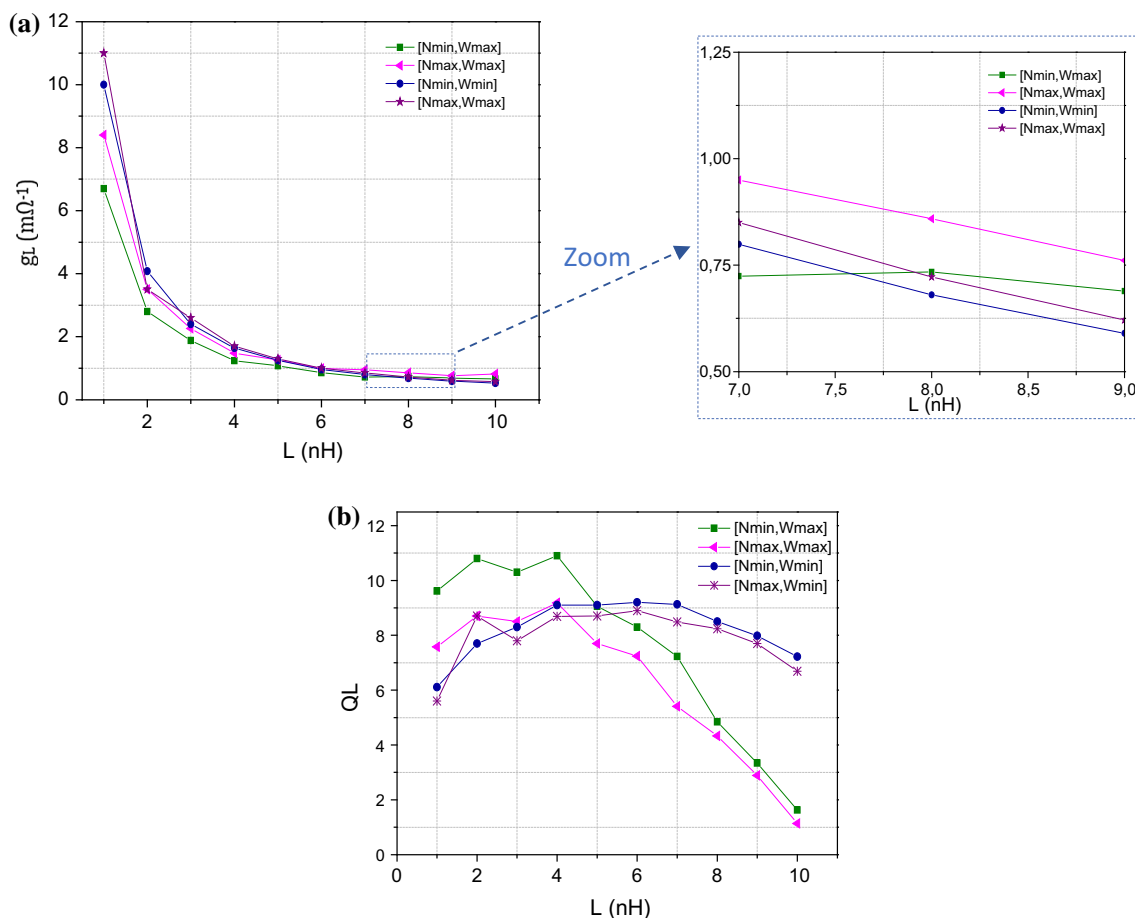 (a)
12
10
8
6
4
2
0
gL (mΩ-1)
[Nmin,Wmax]
[Nmax,Wmax]
[Nmin,Wmin]
[Nmax,Wmax]
2
4
6
8
10
L (nH)
Zoom
1,25
1,00
0,75
0,50
[Nmin,Wmax]
[Nmax,Wmax]
[Nmin,Wmin]
[Nmax,Wmax]
7,0
7,5
8,0
8,5
9,0
L (nH)
(b)
12
10
8
6
4
2
0
QL
[Nmin,Wmax]
[Nmax,Wmax]
[Nmin,Wmin]
[Nmax,Wmin]
0
2
4
6
8
10
L (nH)